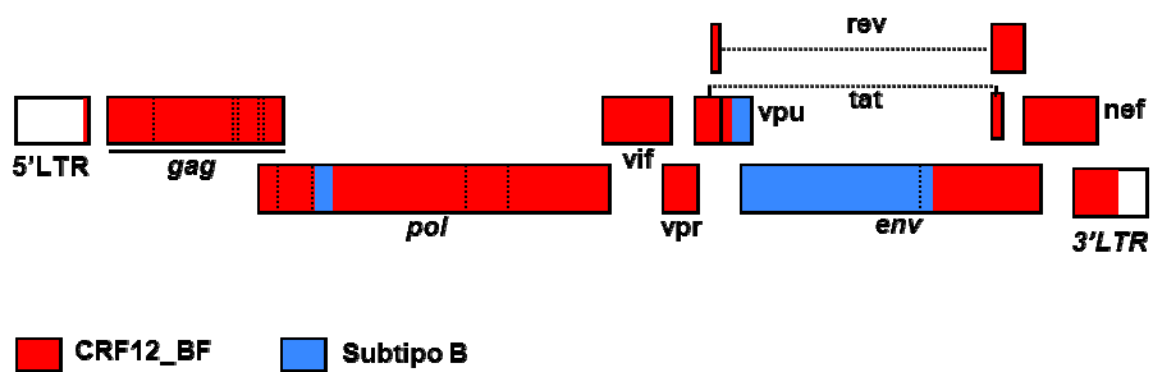 rev
tat
vpu
nef
5'LTR
gag
vif
pol
vpr
env
3'LTR
CRF12_BF
Subtipo B